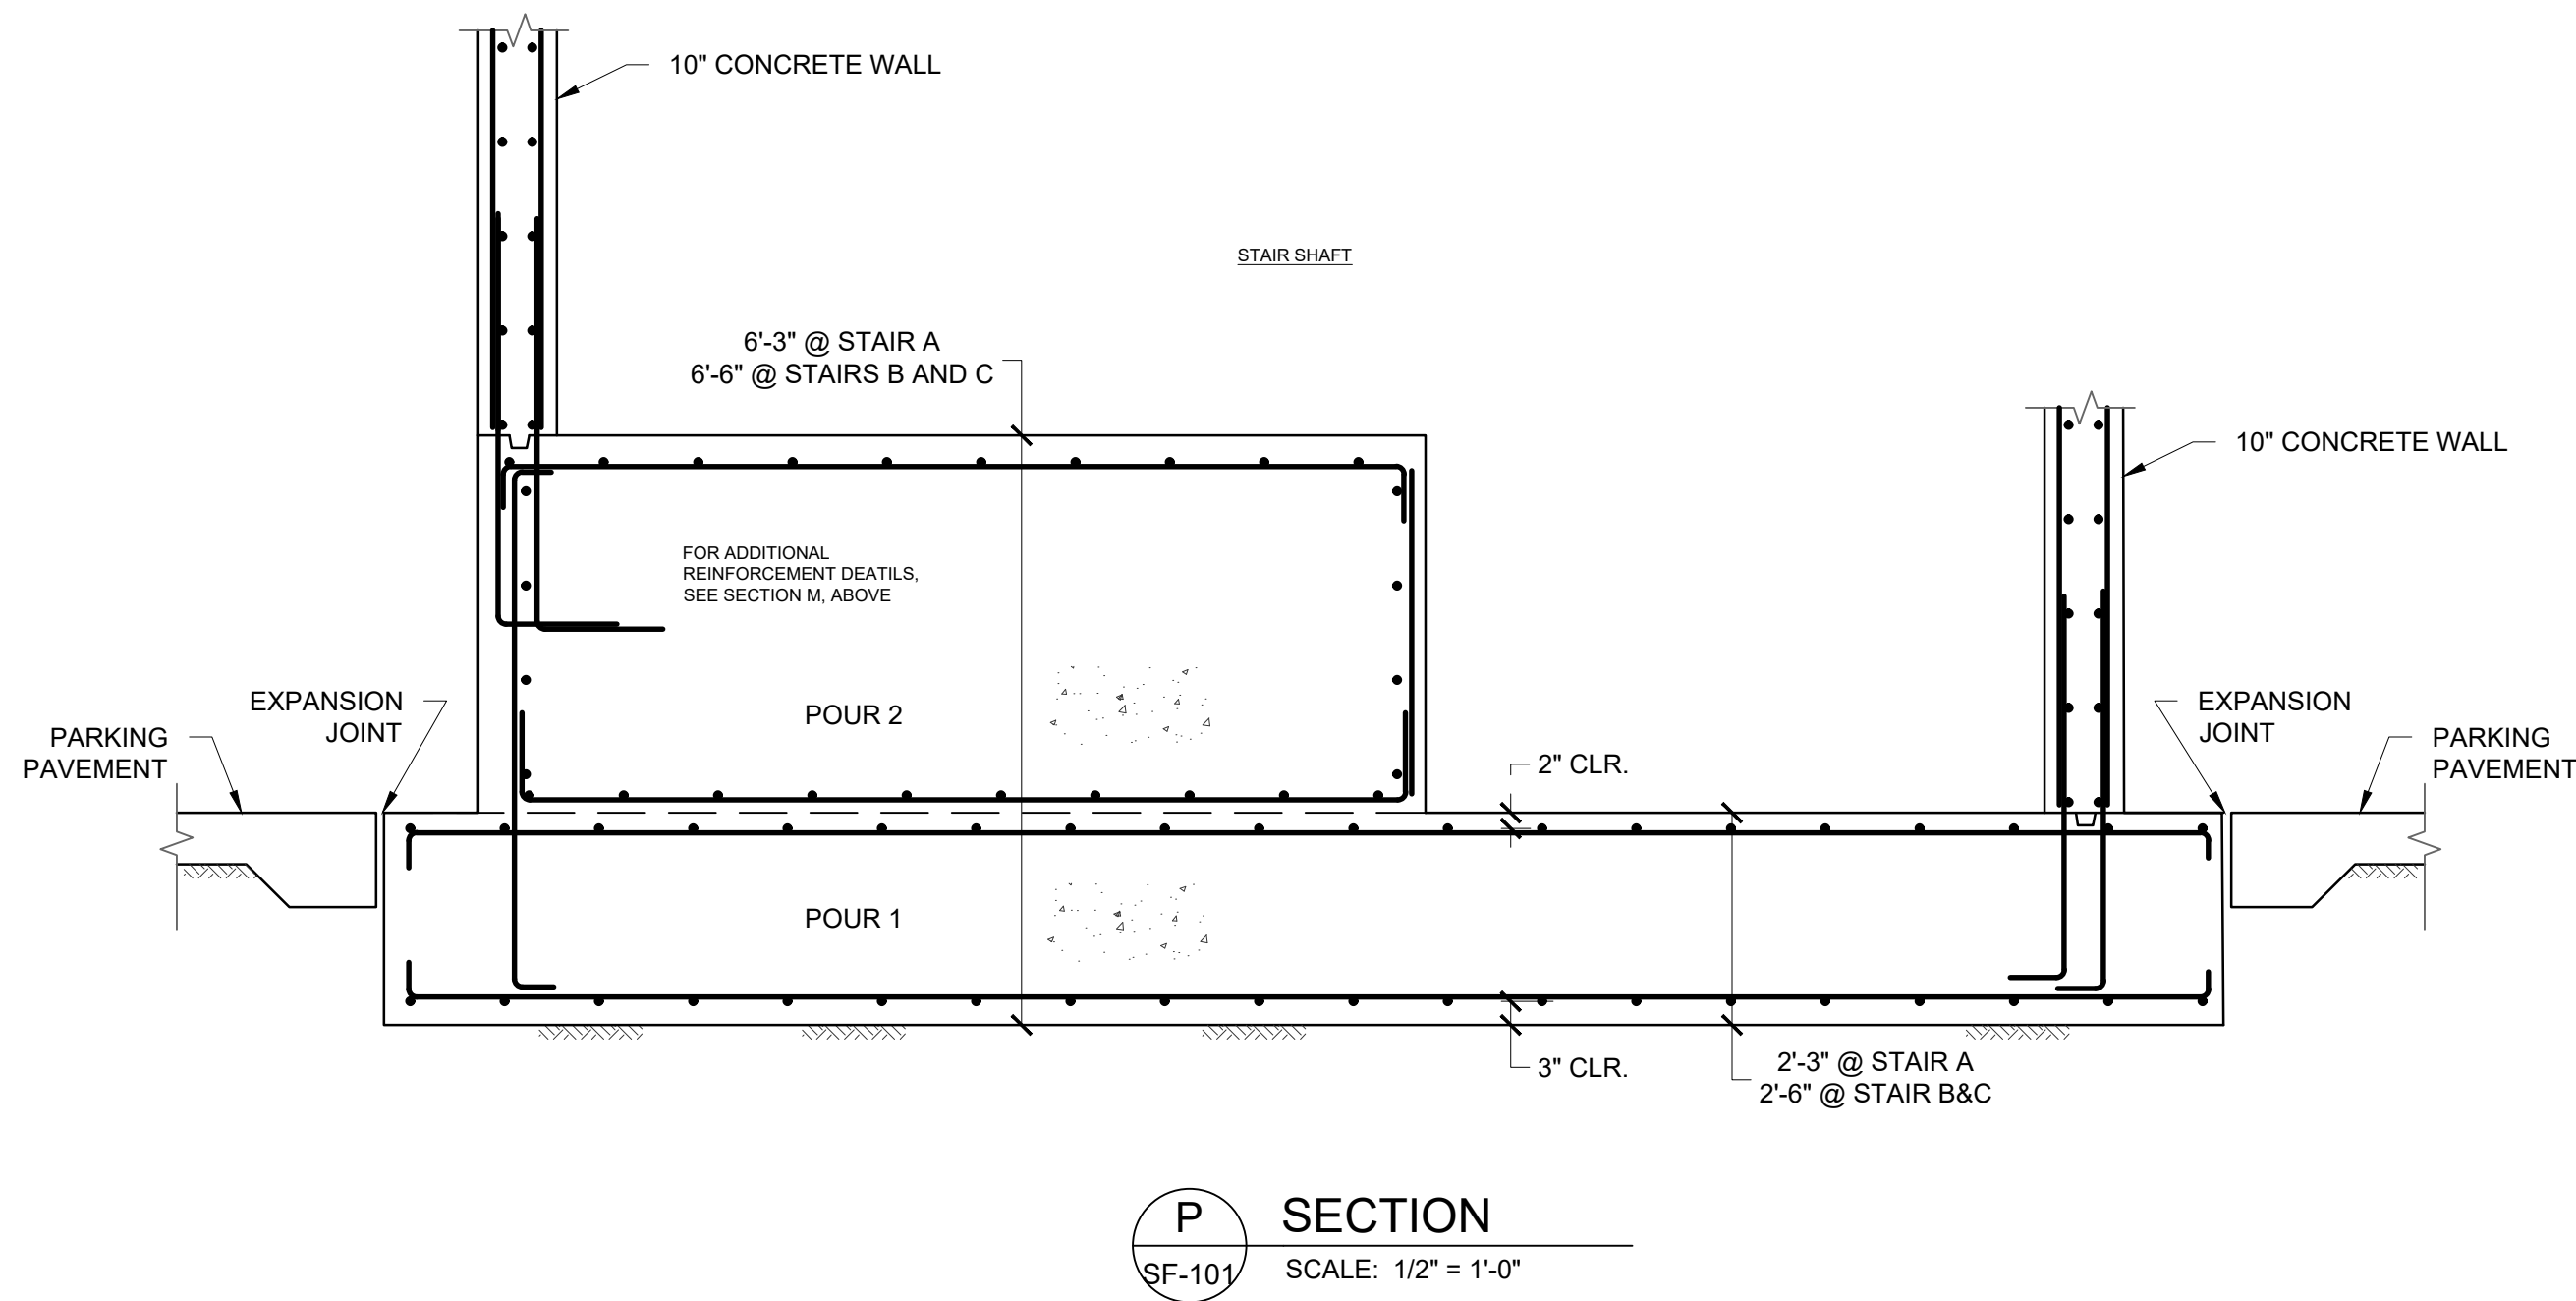 10" CONCRETE WALL
STAIR SHAFT
6'-3" @ STAIR A
6'-6" @ STAIRS B AND C
10" CONCRETE WALL
FOR ADDITIONAL
REINFORCEMENT DEATILS,
SEE SECTION M, ABOVE
EXPANSION
JOINT
PARKING
PAVEMENT
POUR 2
EXPANSION
JOINT
PARKING
PAVEMENT
2" CLR.
POUR 1
3" CLR.
2'-3" @ STAIR A
2'-6" @ STAIR B&C
P
SECTION
SF-101
SCALE: 1/2" = 1'-0"